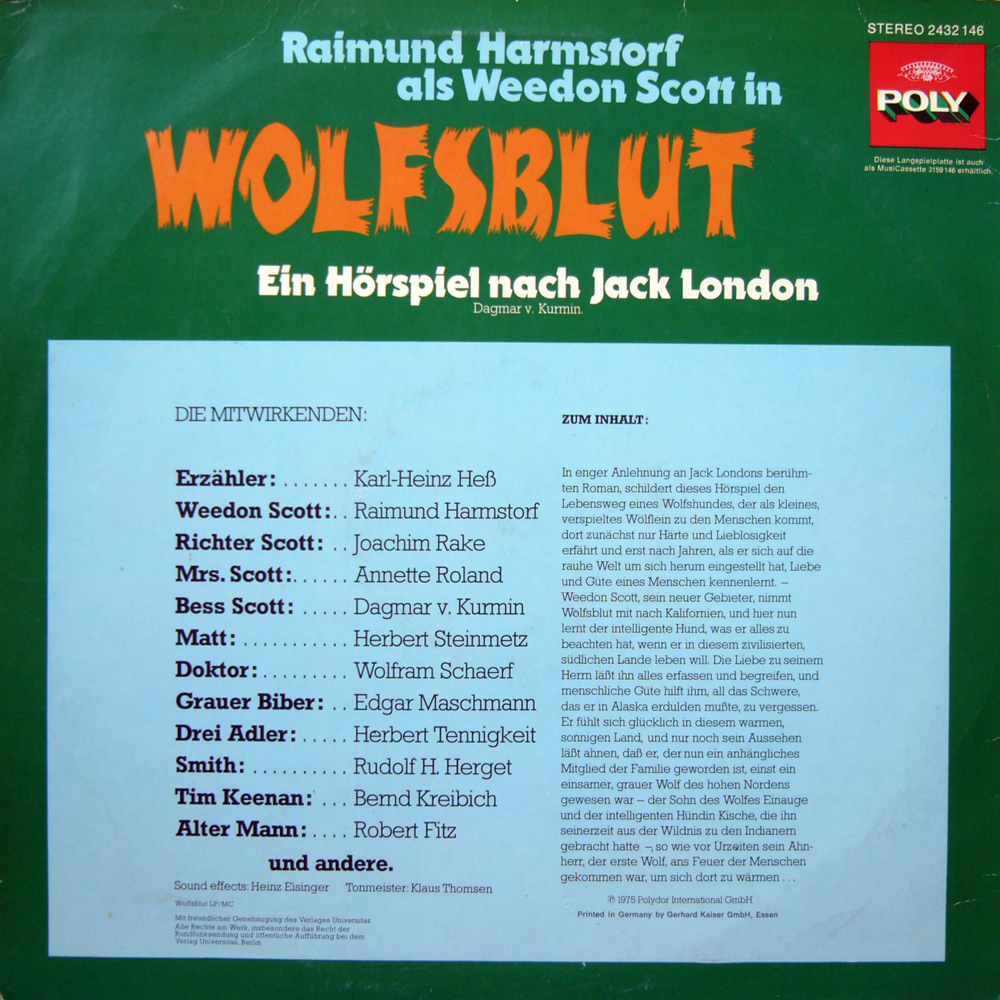 Raimund Harmstorf
als Weedon Scott in
WOLFSBLUT
Ein Hörspiel nach Jack London
Dagmar v. Kurmin.
STEREO 2432 146
POLY
Diese Langspielplatte ist auch
als MusiCassette 3159 146 erhältlich.
DIE MITWIRKENDEN:
Erzähler: . . . . . . . Karl-Heinz Heß
Weedon Scott: . . Raimund Harmstorf
Richter Scott: . . Joachim Rake
Mrs. Scott: . . . . . . Annette Roland
Bess Scott: . . . . . Dagmar v. Kurmin
Matt: . . . . . . . . . . . Herbert Steinmetz
Doktor: . . . . . . . . . Wolfram Schaerf
Grauer Biber: . . Edgar Maschmann
Drei Adler: . . . . . Herbert Tennigkeit
Smith: . . . . . . . . . . Rudolf H. Herget
Tim Keenan: . . . Bernd Kreibich
Alter Mann: . . . . Robert Fitz
und andere.
Sound effects: Heinz Eisinger Tonmeister: Klaus Thomsen
Wolfsblut LP/MC
Mit freundlicher Genehmigung des Verlages Universitas
Alle Rechte am Werk, insbesondere das Recht der
Rundfunksendung und öffentliche Aufführung bei dem
Verlag Universitas, Berlin
ZUM INHALT:
In enger Anlehnung an Jack Londons berühm-
ten Roman, schildert dieses Hörspiel den
Lebensweg eines Wolfshundes, der als kleines,
verspieltes Wölflein zu den Menschen kommt,
dort zunächst nur Härte und Lieblosigkeit
erfährt und erst nach Jahren, als er sich auf die
rauhe Welt um sich herum eingestellt hat, Liebe
und Güte eines Menschen kennenlernt. –
Weedon Scott, sein neuer Gebieter, nimmt
Wolfsblut mit nach Kalifornien, und hier nun
lernt der intelligente Hund, was er alles zu
beachten hat, wenn er in diesem zivilisierten,
südlichen Lande leben will. Die Liebe zu seinem
Herrn läßt ihn alles erfassen und begreifen, und
menschliche Güte hilft ihm, all das Schwere,
das er in Alaska erdulden mußte, zu vergessen.
Er fühlt sich glücklich in diesem warmen,
sonnigen Land, und nur noch sein Aussehen
läßt ahnen, daß er, der nun ein anhängliches
Mitglied der Familie geworden ist, einst ein
einsamer, grauer Wolf des hohen Nordens
gewesen war – der Sohn des Wolfes Einauge
und der intelligenten Hündin Kische, die ihn
seinerzeit aus der Wildnis zu den Indianern
gebracht hatte –, so wie vor Urzeiten sein Ahn-
herr, der erste Wolf, ans Feuer der Menschen
gekommen war, um sich dort zu wärmen . . .
℗ 1975 Polydor International GmbH
Printed in Germany by Gerhard Kaiser GmbH, Essen